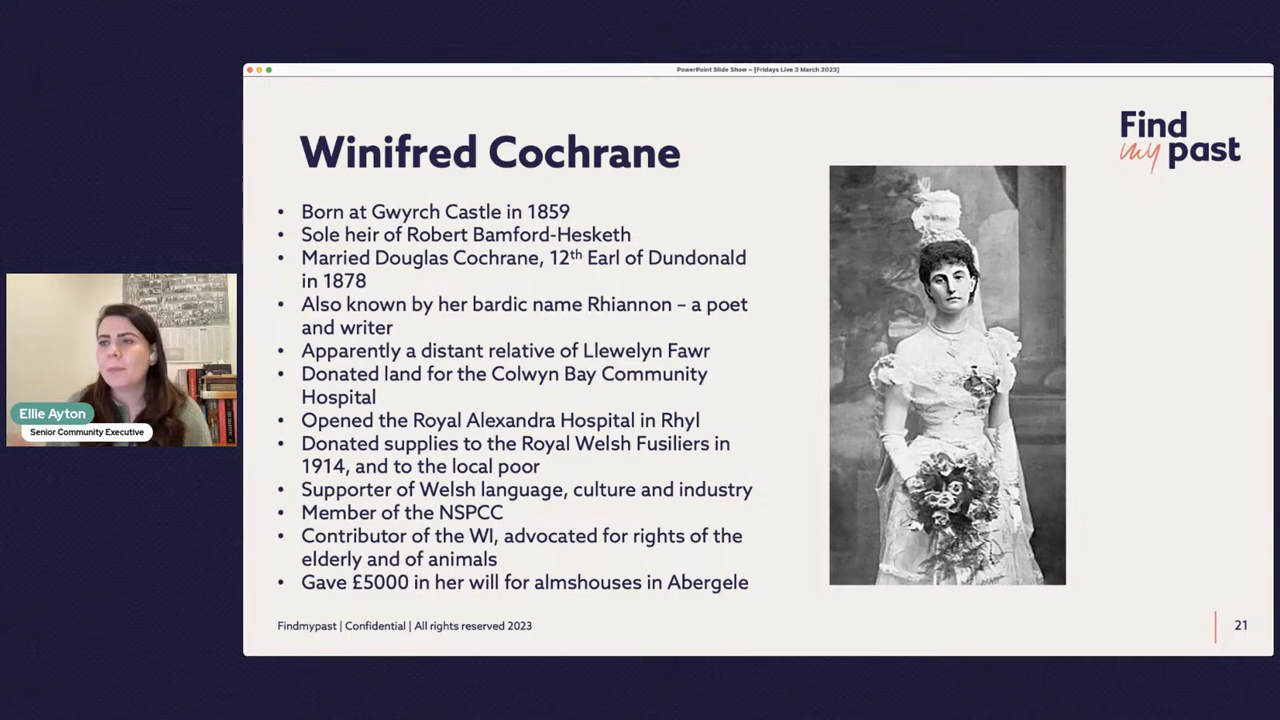 PowerPoint Slide Show – [Fridays Live 3 March 2023]
Find
my past
Winifred Cochrane
• Born at Gwyrch Castle in 1859
• Sole heir of Robert Bamford-Hesketh
• Married Douglas Cochrane, 12th Earl of Dundonald
in 1878
• Also known by her bardic name Rhiannon – a poet
and writer
• Apparently a distant relative of Llewelyn Fawr
• Donated land for the Colwyn Bay Community
Hospital
• Opened the Royal Alexandra Hospital in Rhyl
• Donated supplies to the Royal Welsh Fusiliers in
1914, and to the local poor
• Supporter of Welsh language, culture and industry
• Member of the NSPCC
• Contributor of the WI, advocated for rights of the
elderly and of animals
• Gave £5000 in her will for almshouses in Abergele
Findmypast | Confidential | All rights reserved 2023
21
Ellie Ayton
Senior Community Executive